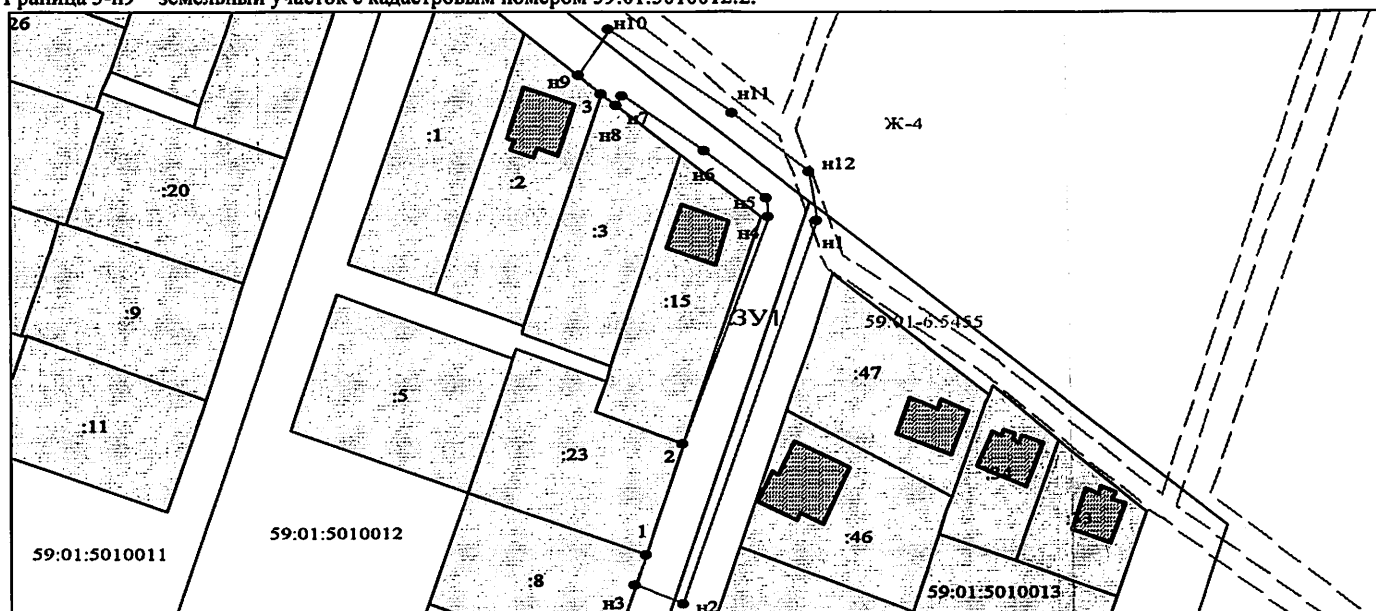 Граница 3-н9 – земельный участок с кадастровым номером 59:01:5010012:2.
26
н10
н9
3
н11
н7
н8
Ж-4
:1
н12
н6
:2
:20
н5
н4
:3
н1
:15
:ЗУ1
59:01-6.5455
:9
:47
:5
:11
:23
2
59:01:5010012
1
:46
59:01:5010011
:8
н3
н2
59:01:5010013